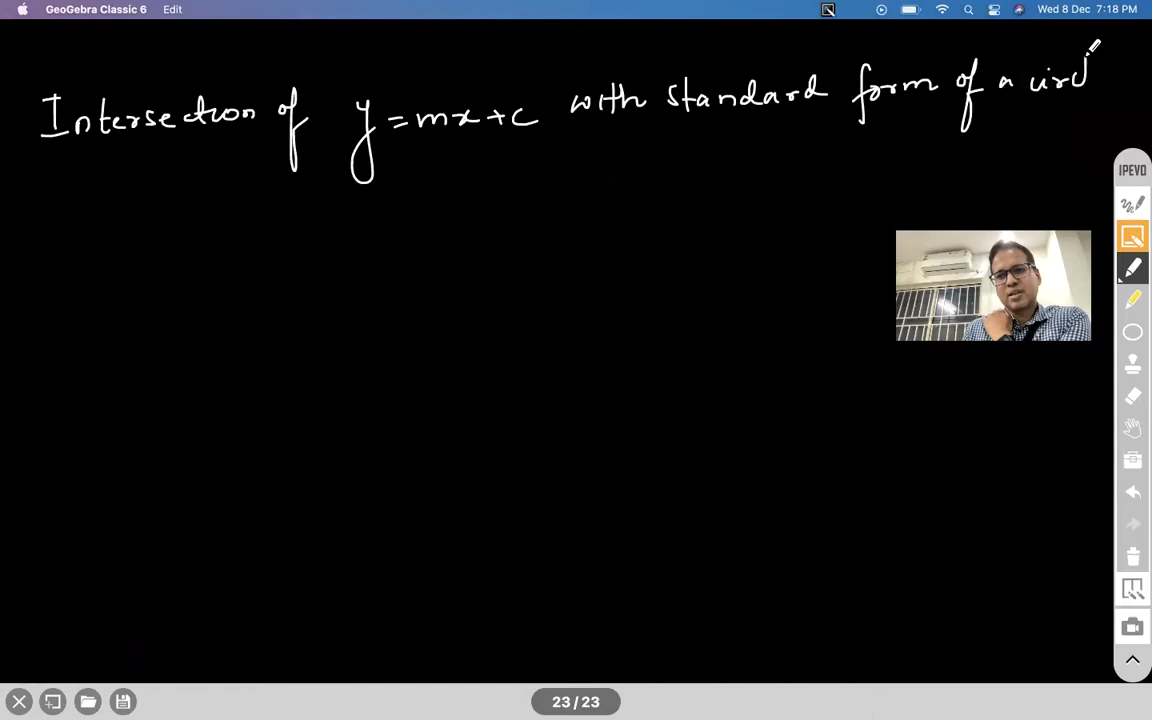 GeoGebra Classic 6 Edit Wed 8 Dec 7:18 PM
Intersection of y = mx + c with standard form of a circl
IPEVO
23 / 23